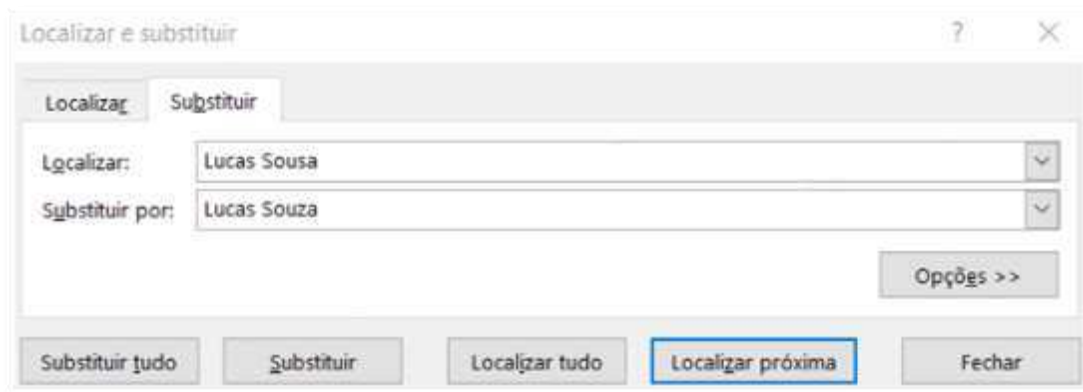 Localizar e substituir ?
Localizar Substituir
Localizar: Lucas Sousa
Substituir por: Lucas Souza
Opções >>
Substituir tudo Substituir Localizar tudo Localizar próxima Fechar